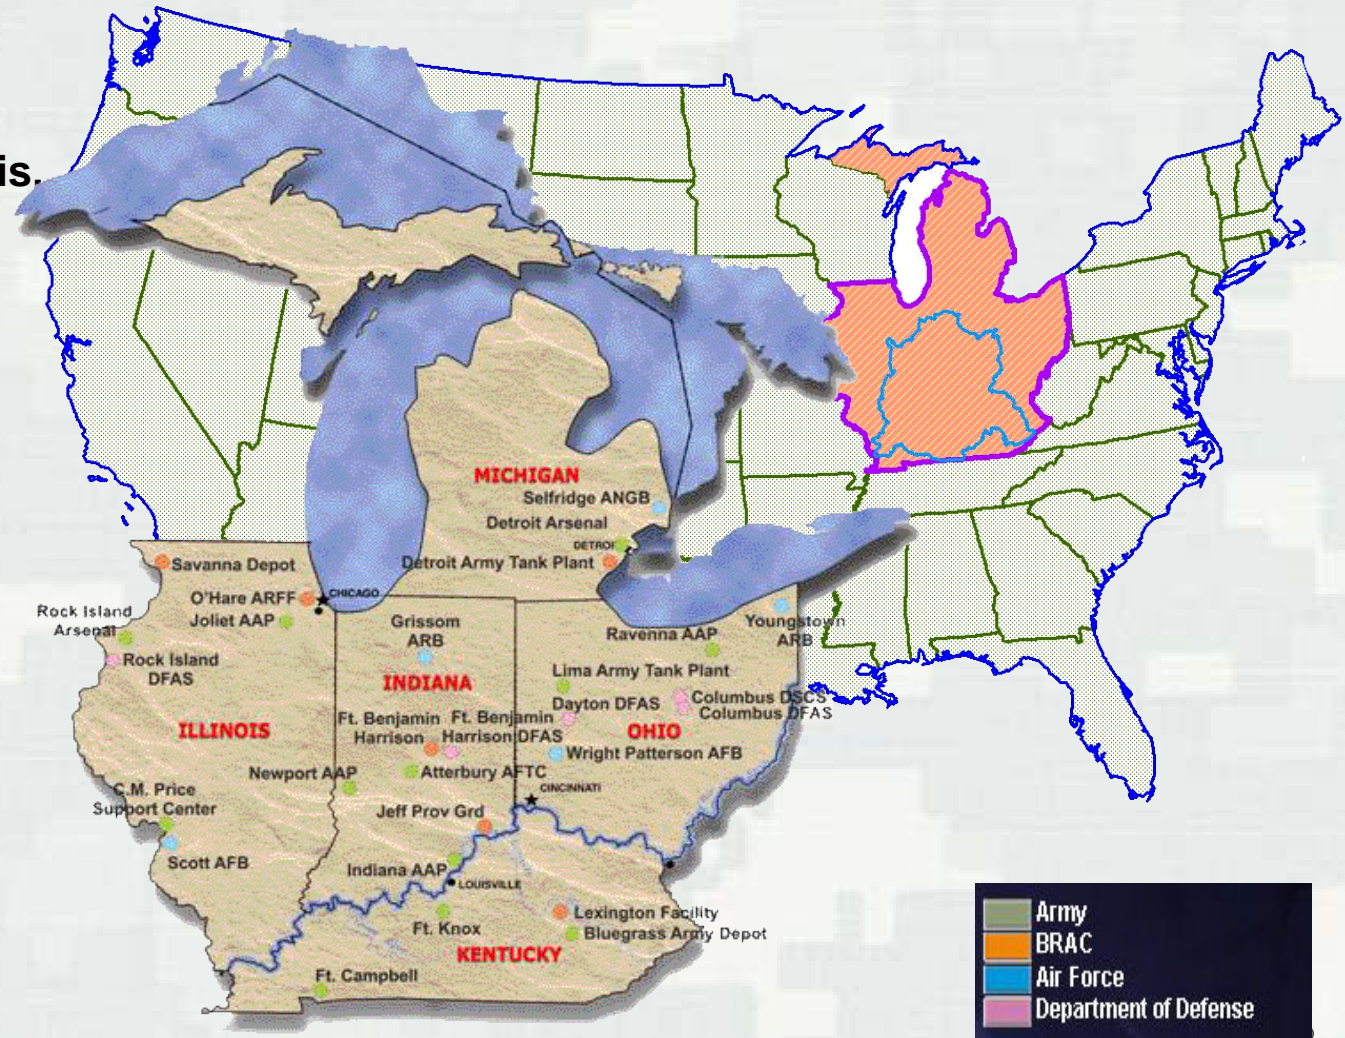 is.
MICHIGAN
Selfridge ANGB
Detroit Arsenal
DETROI
Detroit Army Tank Plant
Savanna Depot
O'Hare ARFF
CHICAGO
Joliet AAP
Rock Island
Arsenal
Rock Island
DFAS
Grissom
ARB
INDIANA
Ravenna AAP
Youngstown
ARB
Lima Army Tank Plant
Dayton DFAS
Columbus DSCS
Columbus DFAS
ILLINOIS
Ft. Benjamin
Harrison
Ft. Benjamin
Harrison DFAS
OHIO
Wright Patterson AFB
Newport AAP
Atterbury AFTC
CINCINNATI
C.M. Price
Support Center
Jeff Prov Grd
Scott AFB
Indiana AAP
LOUISVILLE
Lexington Facility
Ft. Knox
Bluegrass Army Depot
KENTUCKY
Ft. Campbell
Army
BRAC
Air Force
Department of Defense